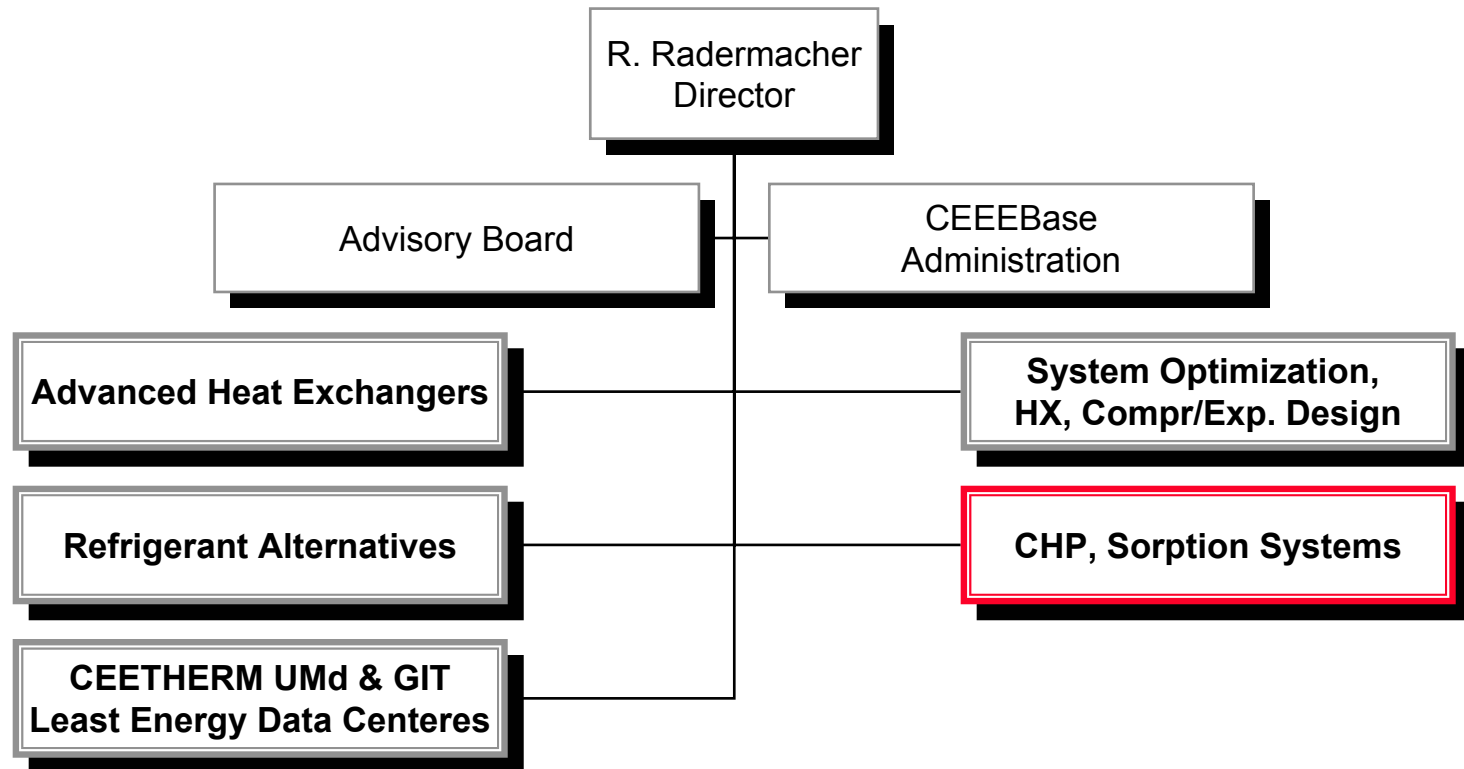 R. Radermacher
Director
Advisory Board
CEEEBase
Administration
Advanced Heat Exchangers
System Optimization,
HX, Compr/Exp. Design
Refrigerant Alternatives
CHP, Sorption Systems
CEETHERM UMd & GIT
Least Energy Data Centeres